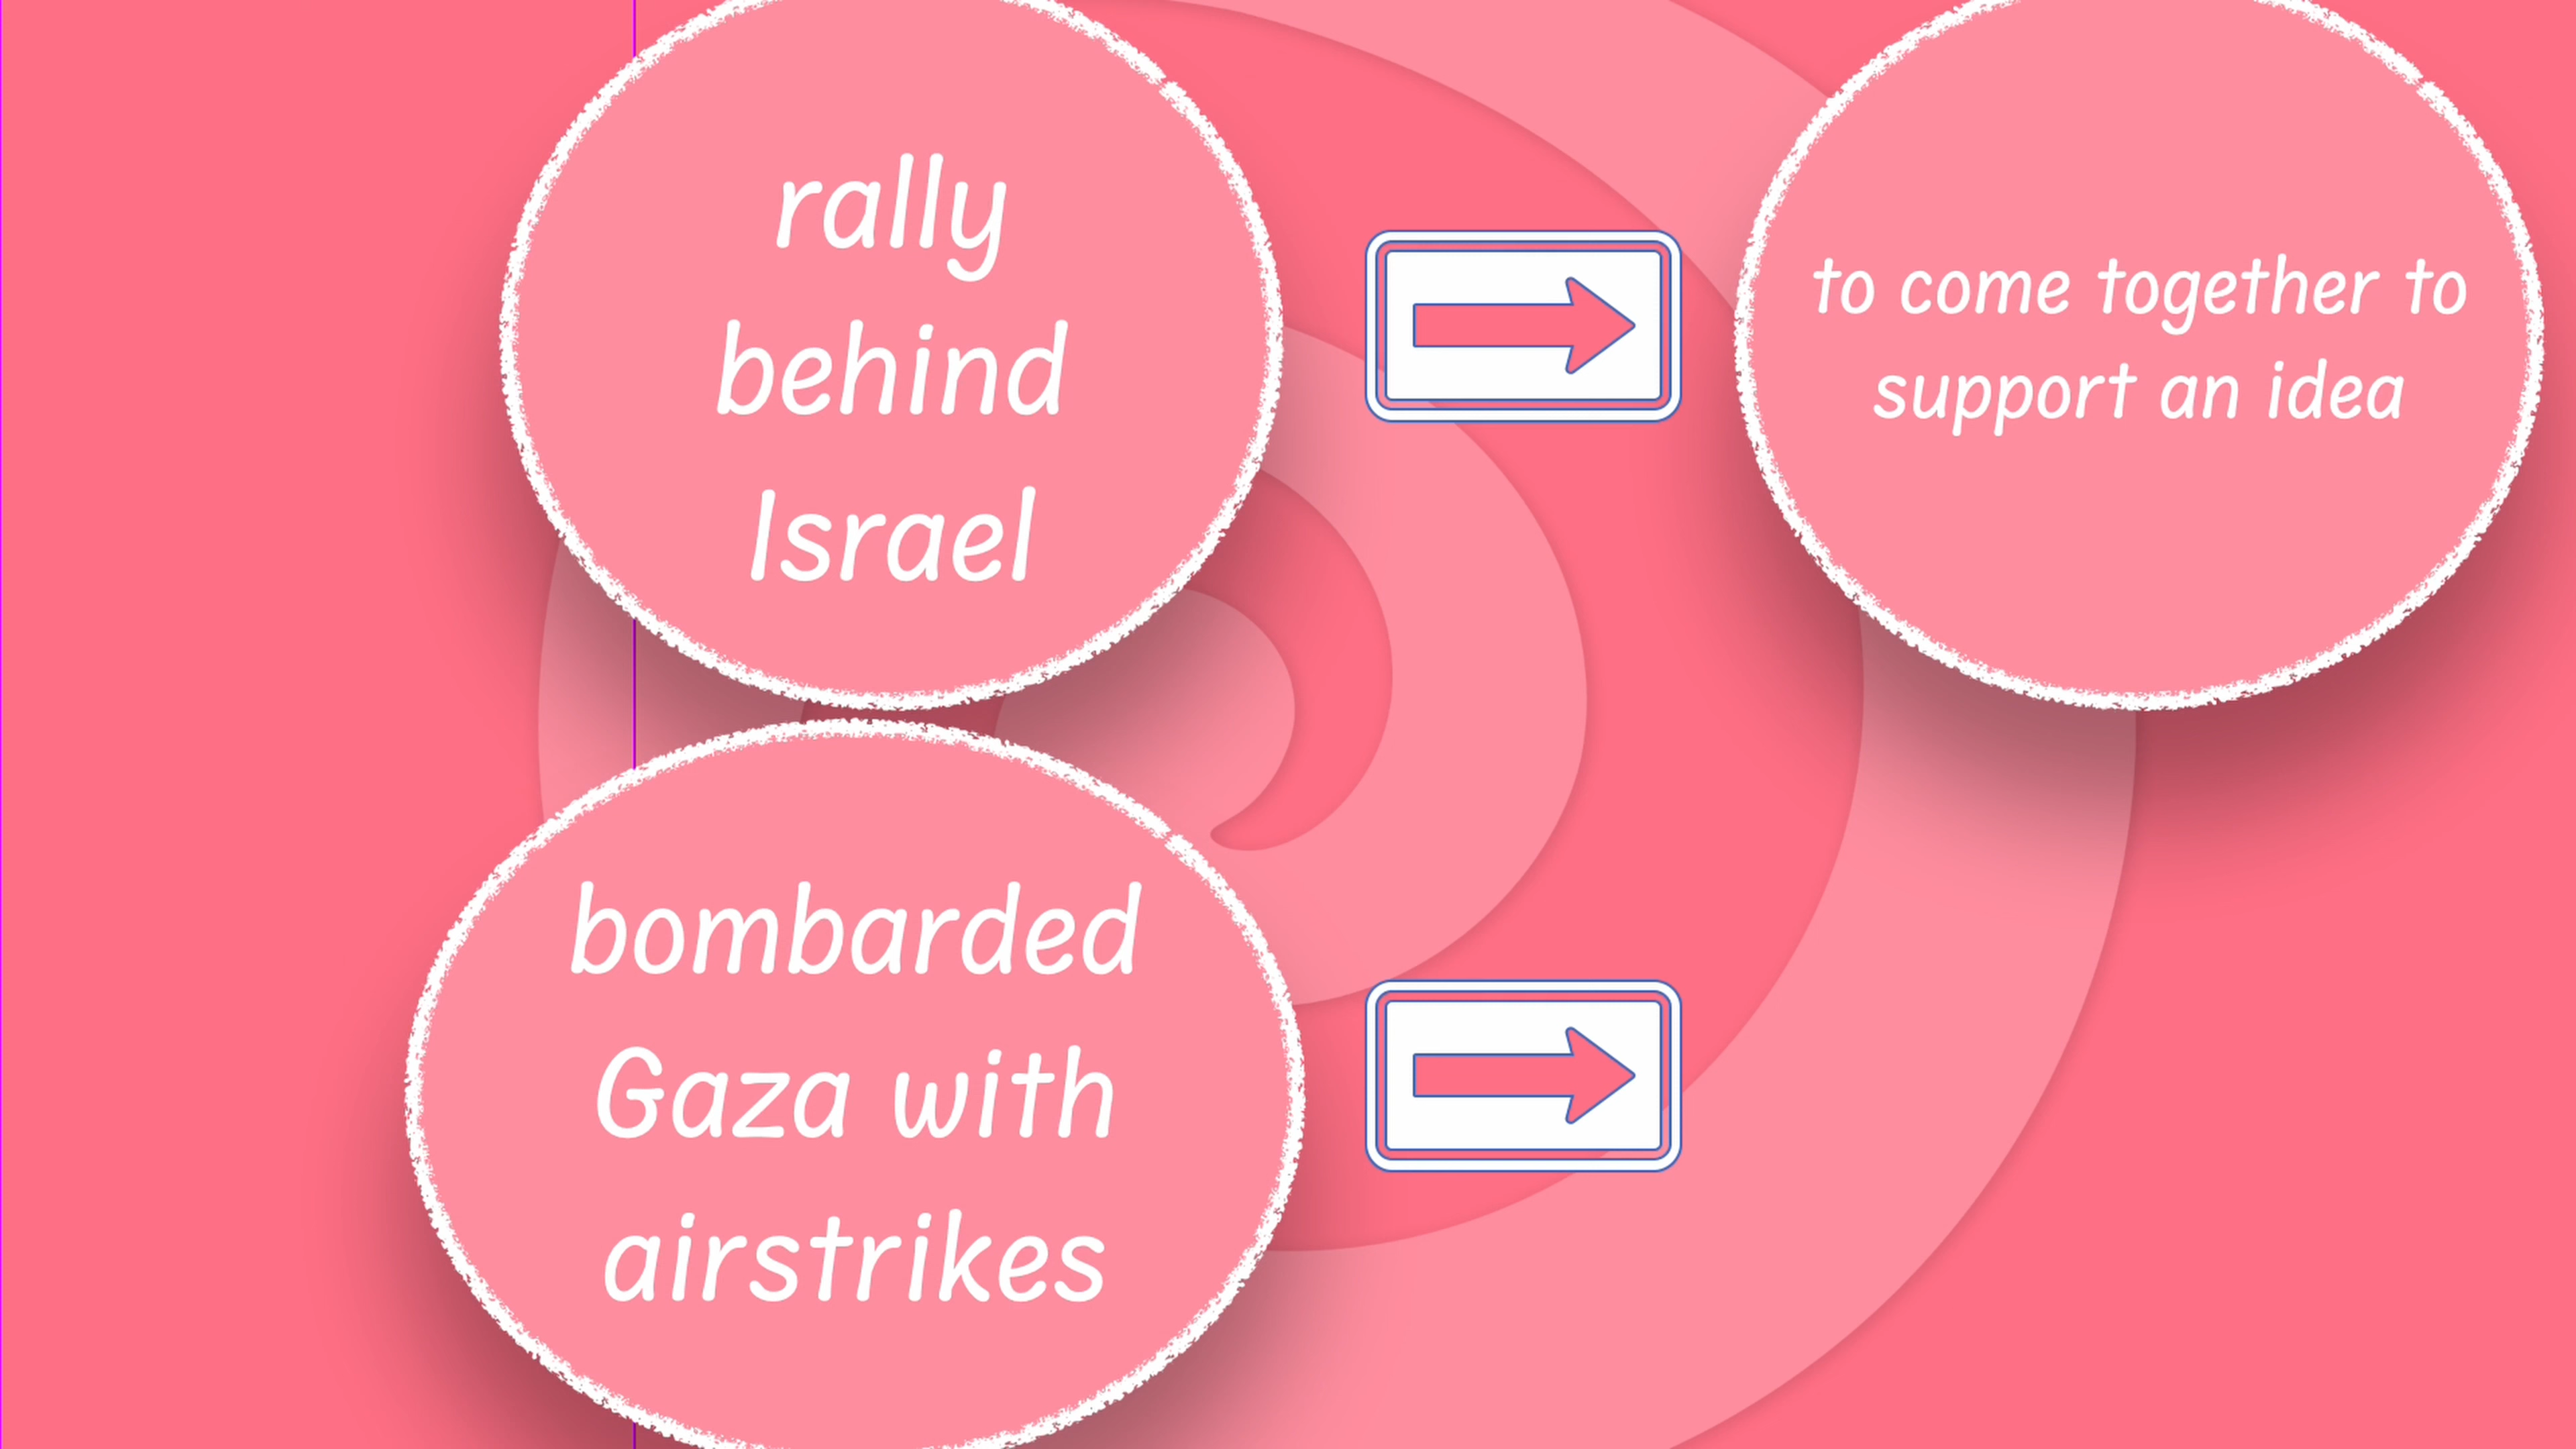 rally
behind
Israel
to come together to
support an idea
bombarded
Gaza with
airstrikes